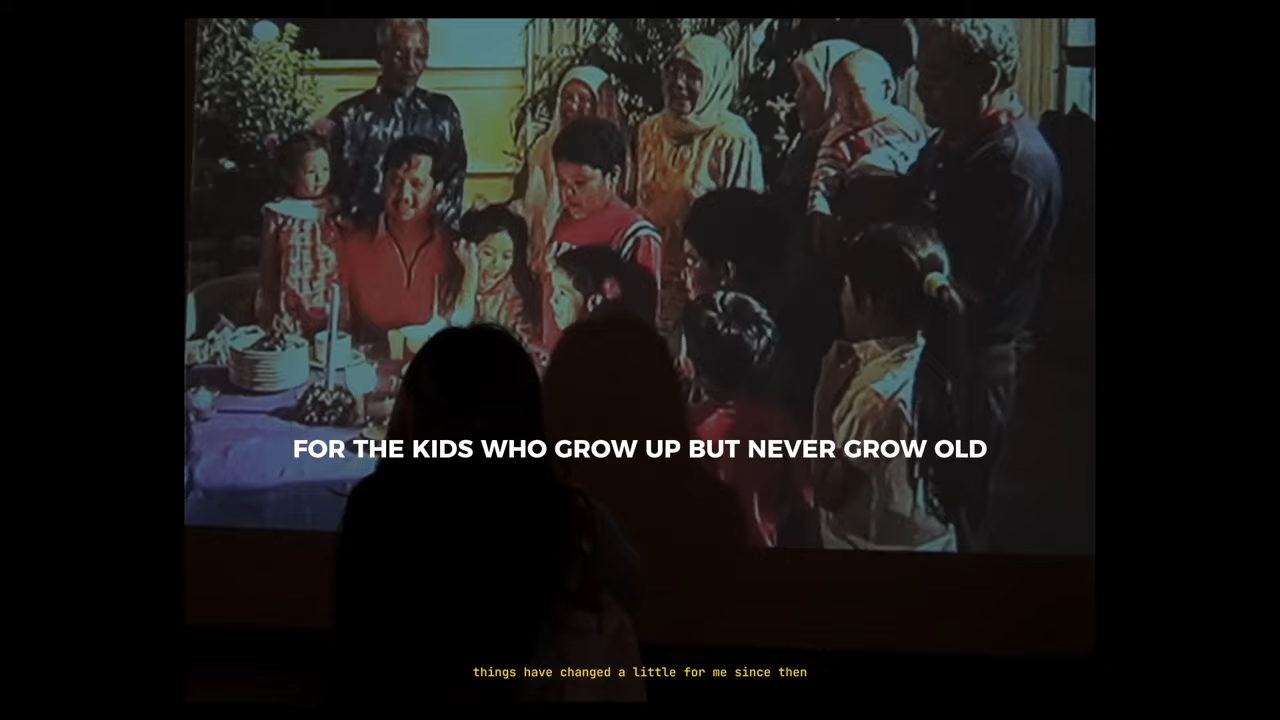 FOR THE KIDS WHO GROW UP BUT NEVER GROW OLD
things have changed a little for me since then